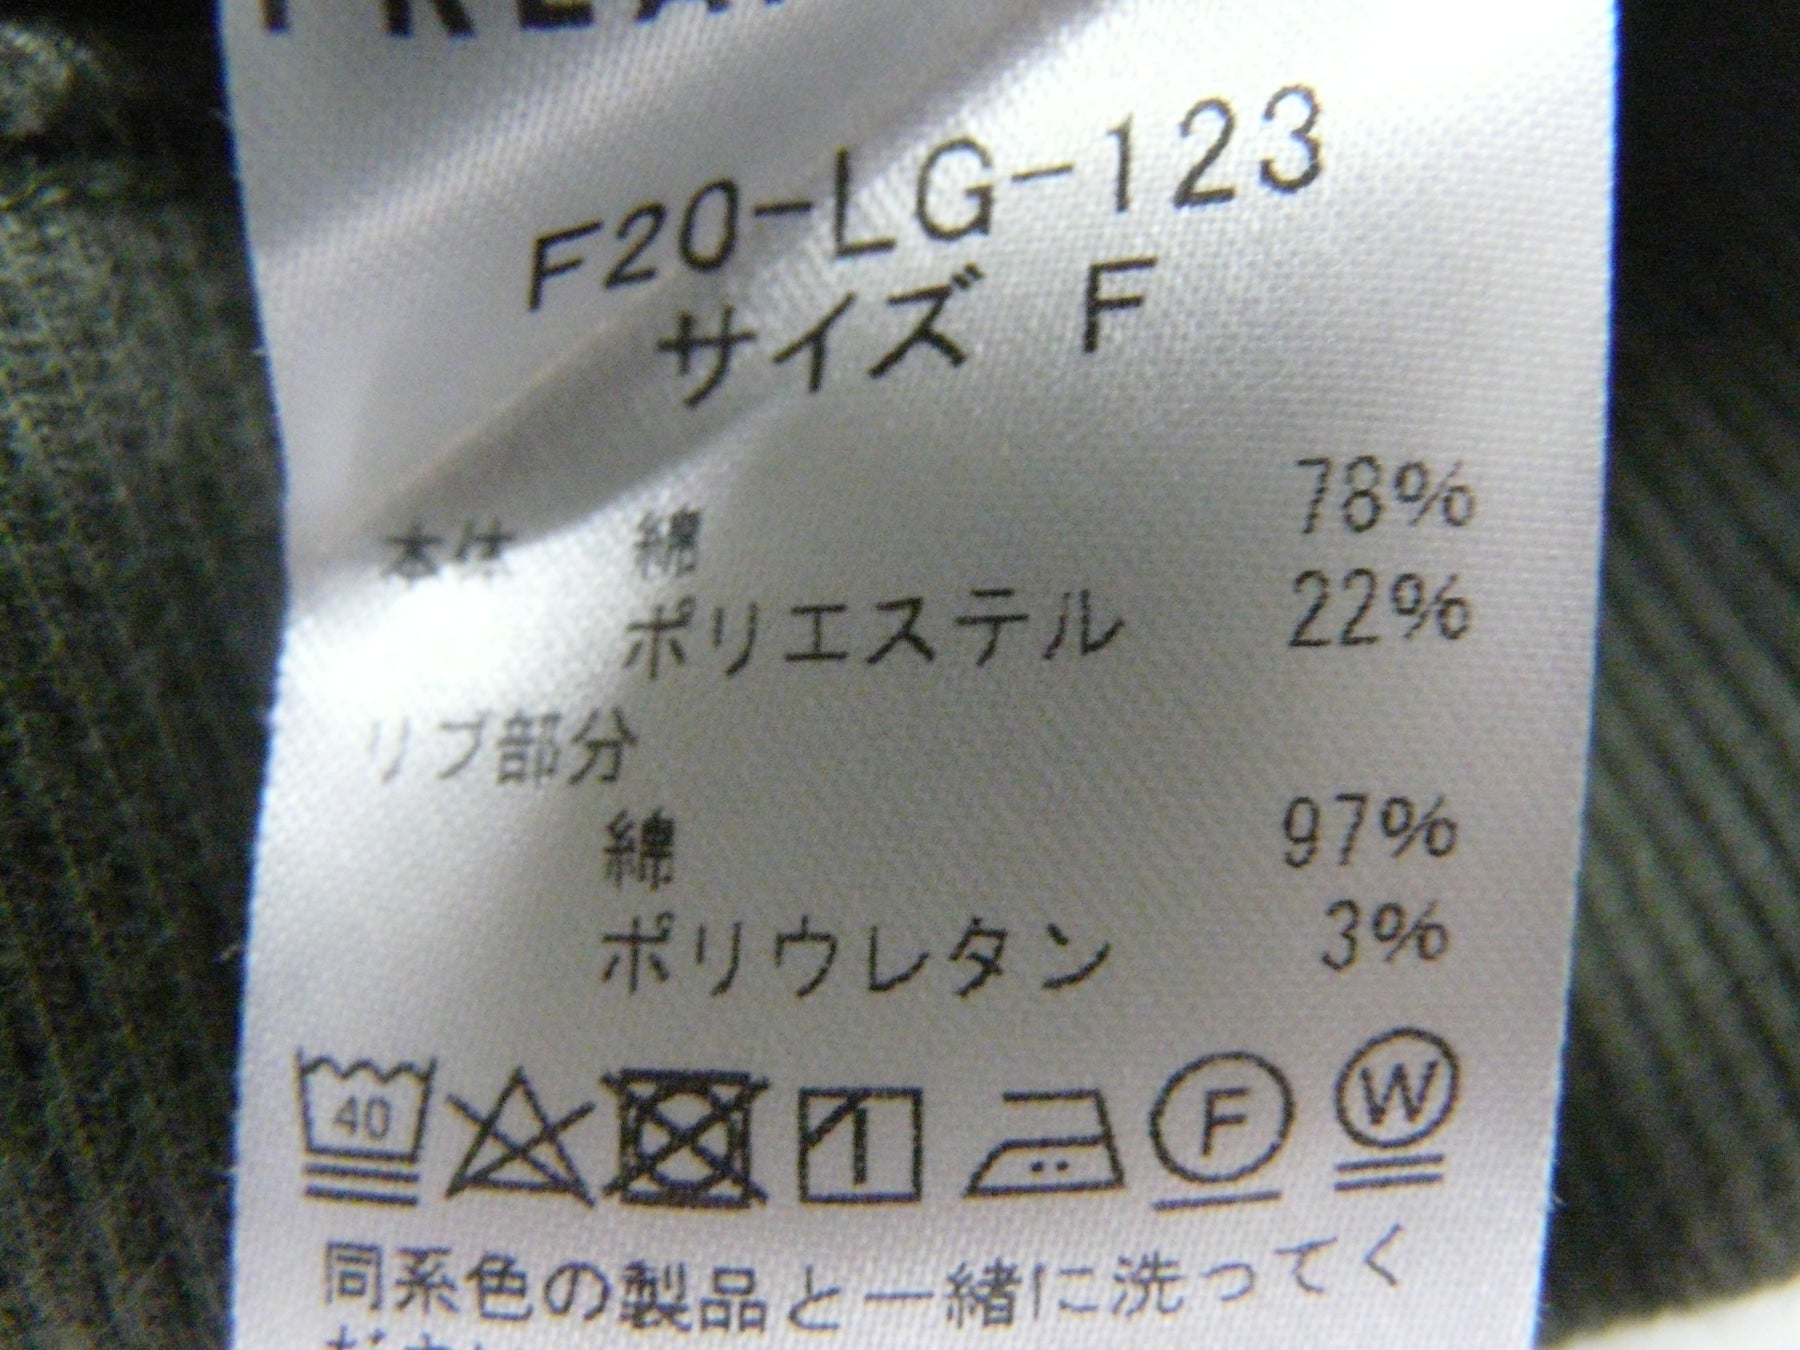 F20-LG-123
サイズ F
本体 綿 78%
ポリエステル 22%
リブ部分
綿 97%
ポリウレタン 3%
40 F W
同系色の製品と一緒に洗ってく